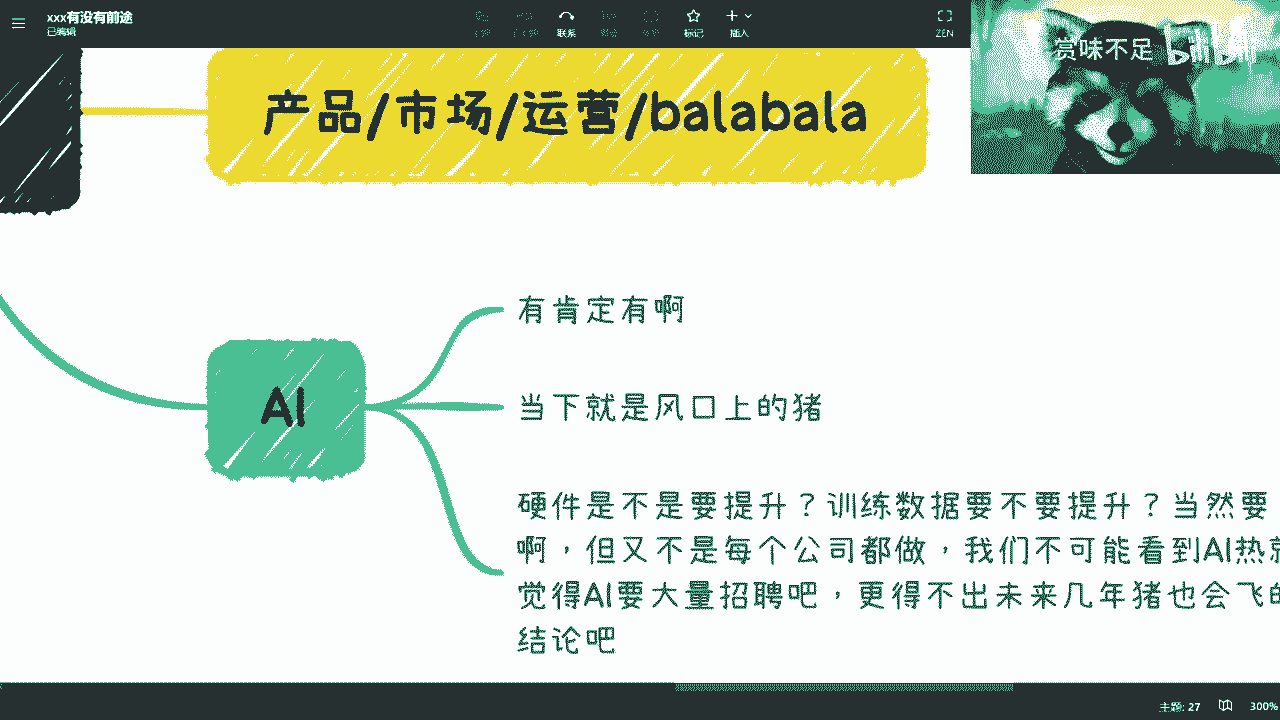 xxx有没有前途
已编辑
联系
标记
插入
ZEN
赏味不足 bilibili
产品/市场/运营/balabala
AI
有肯定有啊
当下就是风口上的猪
硬件是不是要提升？训练数据要不要提升？当然要
啊，但又不是每个公司都做，我们不可能看到AI热就
觉得AI要大量招聘吧，更得不出未来几年猪也会飞的
结论吧
主题: 27
300%